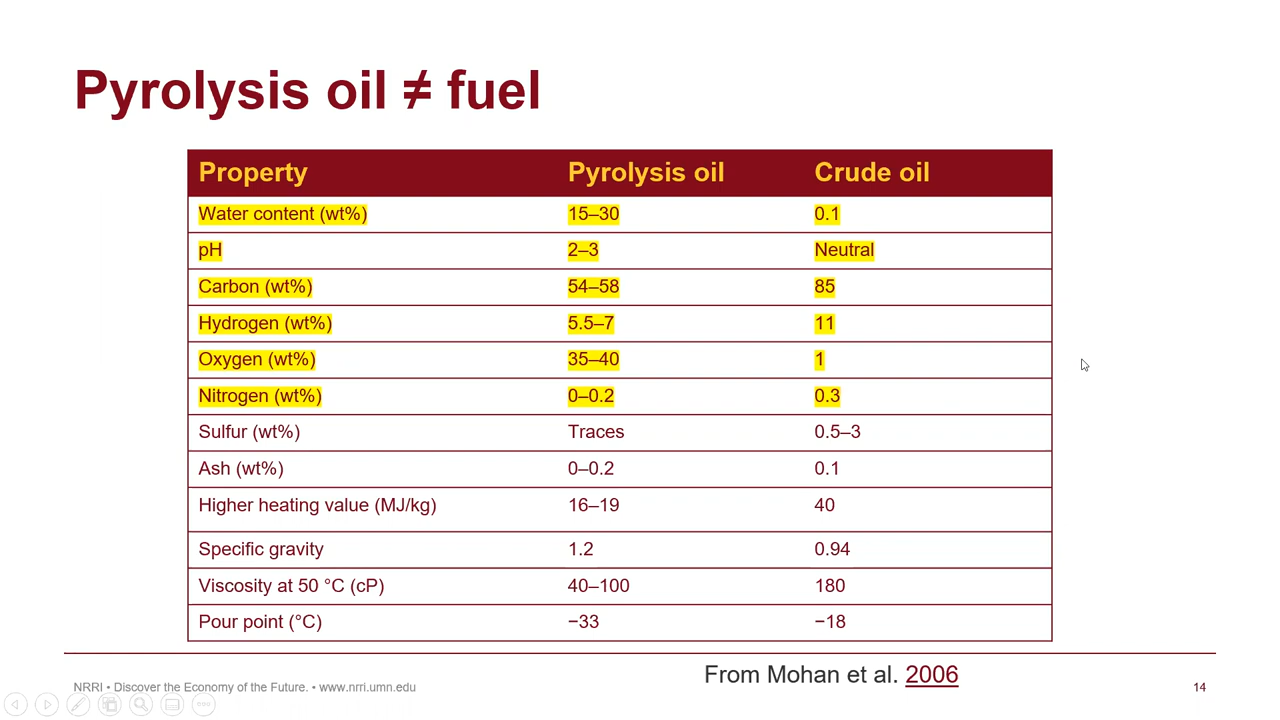 Pyrolysis oil ≠ fuel
Property Pyrolysis oil Crude oil
Water content (wt%) 15–30 0.1
pH 2–3 Neutral
Carbon (wt%) 54–58 85
Hydrogen (wt%) 5.5–7 11
Oxygen (wt%) 35–40 1
Nitrogen (wt%) 0–0.2 0.3
Sulfur (wt%) Traces 0.5–3
Ash (wt%) 0–0.2 0.1
Higher heating value (MJ/kg) 16–19 40
Specific gravity 1.2 0.94
Viscosity at 50 °C (cP) 40–100 180
Pour point (°C) −33 −18
From Mohan et al. 2006
NRRI • Discover the Economy of the Future. • www.nrri.umn.edu 14